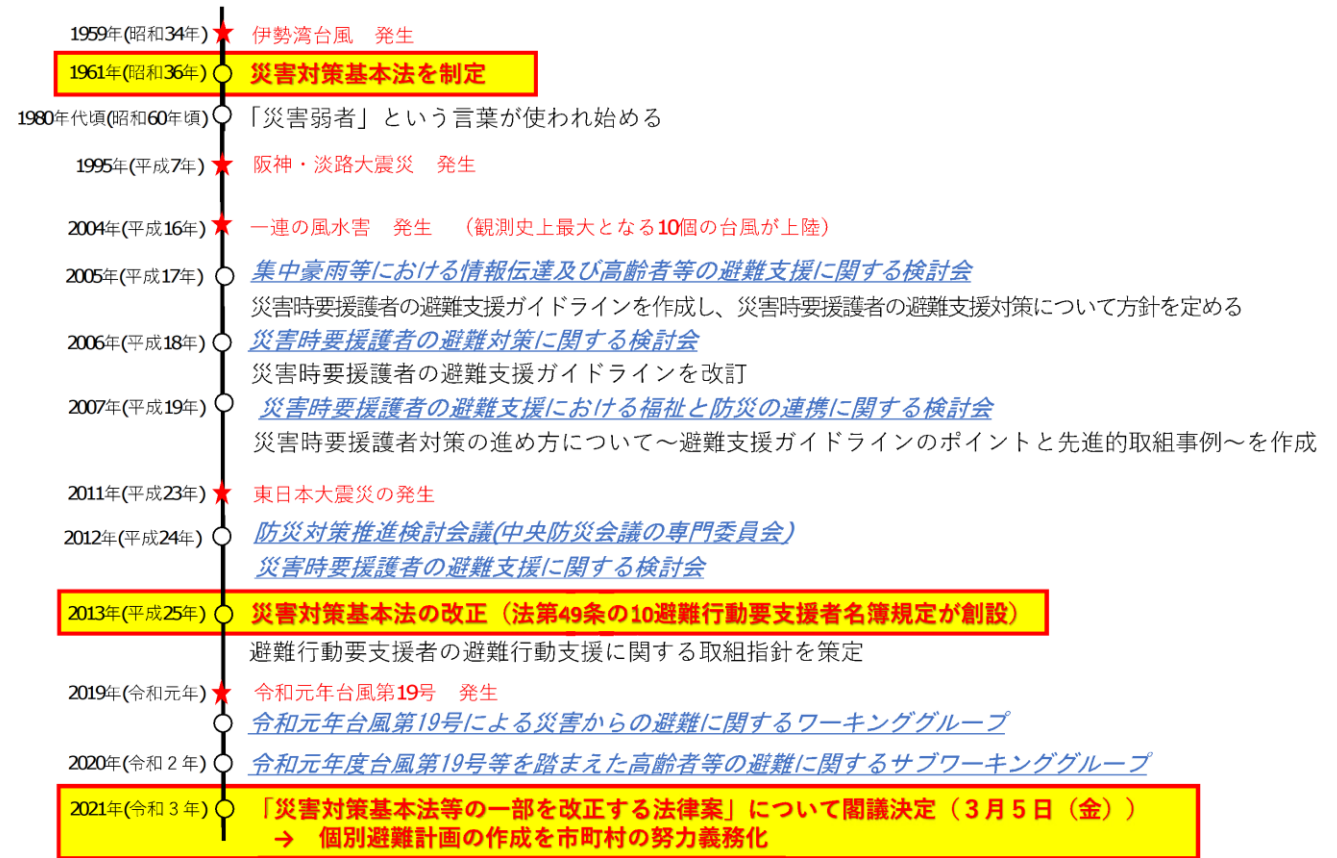 1959年(昭和34年) ★ 伊勢湾台風　発生
1961年(昭和36年) 災害対策基本法を制定
1980年代頃(昭和60年頃) 「災害弱者」という言葉が使われ始める
1995年(平成7年) ★ 阪神・淡路大震災　発生
2004年(平成16年) ★ 一連の風水害　発生　（観測史上最大となる10個の台風が上陸）
2005年(平成17年) 集中豪雨等における情報伝達及び高齢者等の避難支援に関する検討会
災害時要援護者の避難支援ガイドラインを作成し、災害時要援護者の避難支援対策について方針を定める
2006年(平成18年) 災害時要援護者の避難対策に関する検討会
災害時要援護者の避難支援ガイドラインを改訂
2007年(平成19年) 災害時要援護者の避難支援における福祉と防災の連携に関する検討会
災害時要援護者対策の進め方について～避難支援ガイドラインのポイントと先進的取組事例～を作成
2011年(平成23年) ★ 東日本大震災の発生
2012年(平成24年) 防災対策推進検討会議(中央防災会議の専門委員会)
災害時要援護者の避難支援に関する検討会
2013年(平成25年) 災害対策基本法の改正（法第49条の10避難行動要支援者名簿規定が創設）
避難行動要支援者の避難行動支援に関する取組指針を策定
2019年(令和元年) ★ 令和元年台風第19号　発生
令和元年台風第19号による災害からの避難に関するワーキンググループ
2020年(令和２年) 令和元年度台風第19号等を踏まえた高齢者等の避難に関するサブワーキンググループ
2021年(令和３年) 「災害対策基本法等の一部を改正する法律案」について閣議決定（３月５日（金））
→　個別避難計画の作成を市町村の努力義務化